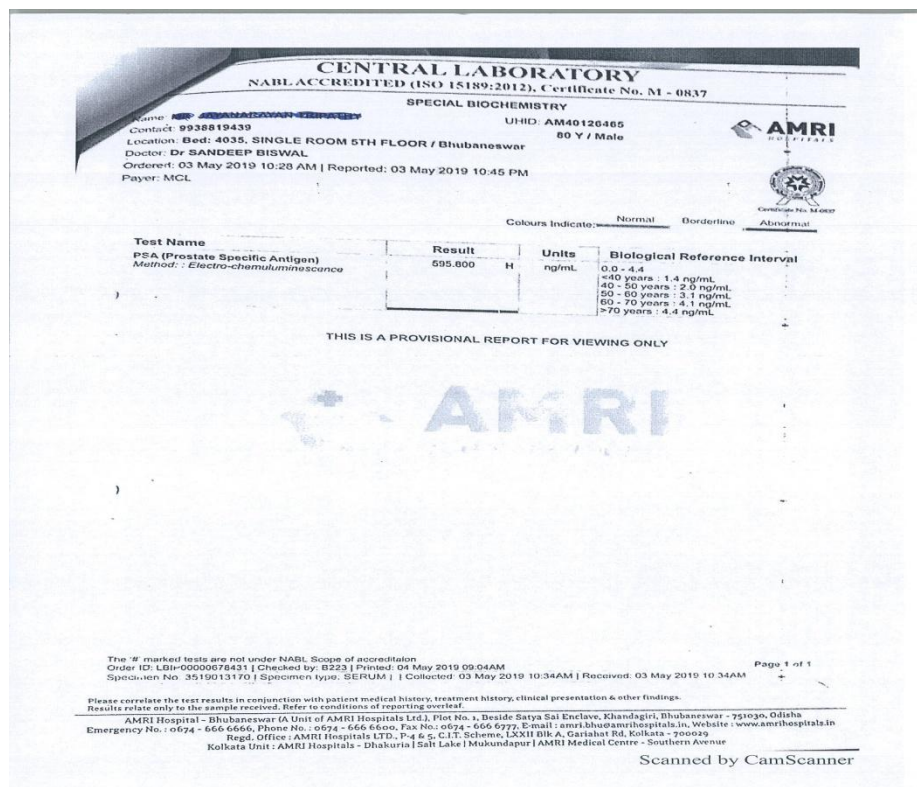 CENTRAL LABORATORY
NABL ACCREDITED (ISO 15189:2012), Certificate No. M - 0837
SPECIAL BIOCHEMISTRY
Name:
UHID: AM40126465
Contact: 9938819439
80 Y / Male
AMRI
HOSPITALS
Location: Bed: 4035, SINGLE ROOM 5TH FLOOR / Bhubaneswar
Doctor: Dr SANDEEP BISWAL
Ordered: 03 May 2019 10:28 AM | Reported: 03 May 2019 10:45 PM
Payer: MCL
Certificate No. M-0837
Colours Indicate: Normal Borderline Abnormal
Test Name Result Units Biological Reference Interval
PSA (Prostate Specific Antigen) 595.800 H ng/mL 0.0 - 4.4
Method: : Electro-chemuluminescance
<40 years : 1.4 ng/mL
40 - 50 years : 2.0 ng/mL
50 - 60 years : 3.1 ng/mL
60 - 70 years : 4.1 ng/mL
>70 years : 4.4 ng/mL
THIS IS A PROVISIONAL REPORT FOR VIEWING ONLY
AMRI
The '#' marked tests are not under NABL Scope of accreditaion
Order ID: | Checked by: B223 | Printed: 04 May 2019 09:04AM
Page 1 of 1
Specimen No. 3519013170 | Specimen type: SERUM | | Collected: 03 May 2019 10:34AM | Received: 03 May 2019 10:34AM
Please correlate the test results in conjunction with patient medical history, treatment history, clinical presentation & other findings.
Results relate only to the sample received. Refer to conditions of reporting overleaf.
AMRI Hospital - Bhubaneswar (A Unit of AMRI Hospitals Ltd.), Plot No. 1, Beside Satya Sai Enclave, Khandagiri, Bhubaneswar - 751030, Odisha
Emergency No. : 0674 - 666 6666, Phone No. : 0674 - 666 6600, Fax No.: 0674 - 666 6777, E-mail : amri.bhu@amrihospitals.in, Website : www.amrihospitals.in
Regd. Office : AMRI Hospitals LTD., P-4 & 5, C.I.T. Scheme, LXXII Blk A, Gariahat Rd, Kolkata - 700029
Kolkata Unit : AMRI Hospitals - Dhakuria | Salt Lake | Mukundapur | AMRI Medical Centre - Southern Avenue
Scanned by CamScanner